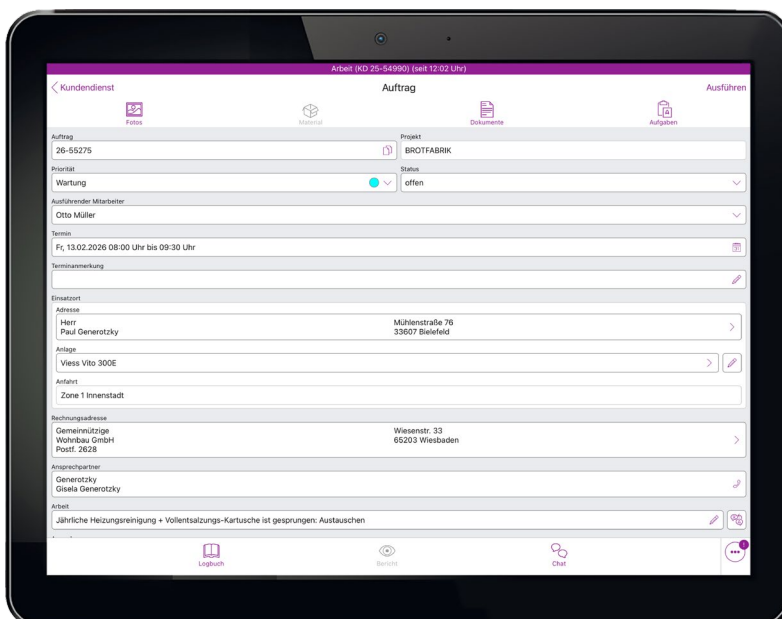 Arbeit (KD 25-54990) (seit 12:02 Uhr)
Kundendienst
Auftrag
Ausführen
Fotos
Material
Dokumente
Aufgaben
Auftrag
Projekt
26-55275
BROTFABRIK
Priorität
Status
Wartung
offen
Ausführender Mitarbeiter
Otto Müller
Termin
Fr, 13.02.2026 08:00 Uhr bis 09:30 Uhr
Terminanmerkung
Einsatzort
Adresse
Herr
Paul Generotzky
Mühlenstraße 76
33607 Bielefeld
Anlage
Viess Vito 300E
Anfahrt
Zone 1 Innenstadt
Rechnungsadresse
Gemeinnützige
Wohnbau GmbH
Postf. 2628
Wiesenstr. 33
65203 Wiesbaden
Ansprechpartner
Generotzky
Gisela Generotzky
Arbeit
Jährliche Heizungsreinigung + Vollentsalzungs-Kartusche ist gesprungen: Austauschen
Logbuch
Bericht
Chat
1